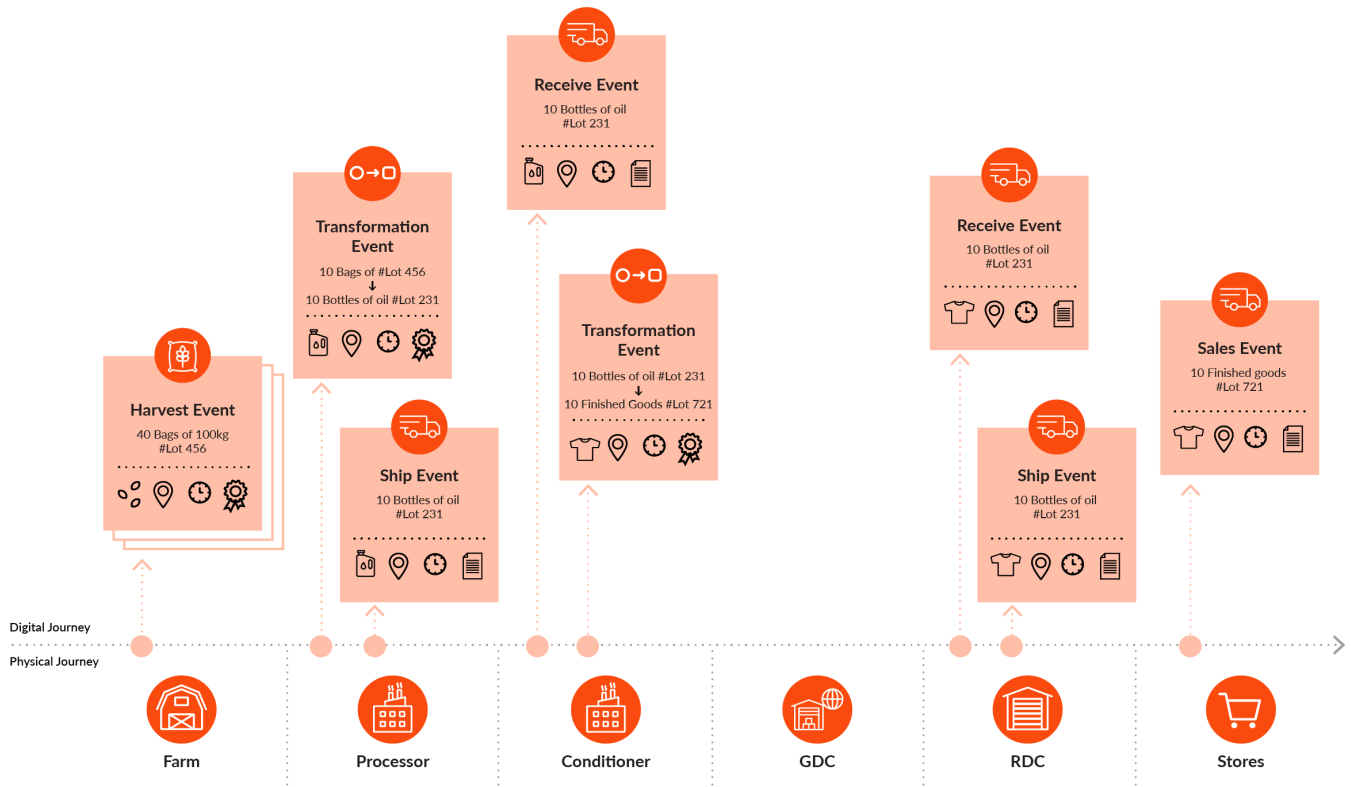 Harvest Event
40 Bags of 100kg
#Lot 456
Transformation
Event
10 Bags of #Lot 456
10 Bottles of oil #Lot 231
Ship Event
10 Bottles of oil
#Lot 231
Receive Event
10 Bottles of oil
#Lot 231
Transformation
Event
10 Bottles of oil #Lot 231
10 Finished Goods #Lot 721
Receive Event
10 Bottles of oil
#Lot 231
Ship Event
10 Bottles of oil
#Lot 231
Sales Event
10 Finished goods
#Lot 721
Digital Journey
Physical Journey
Farm
Processor
Conditioner
GDC
RDC
Stores